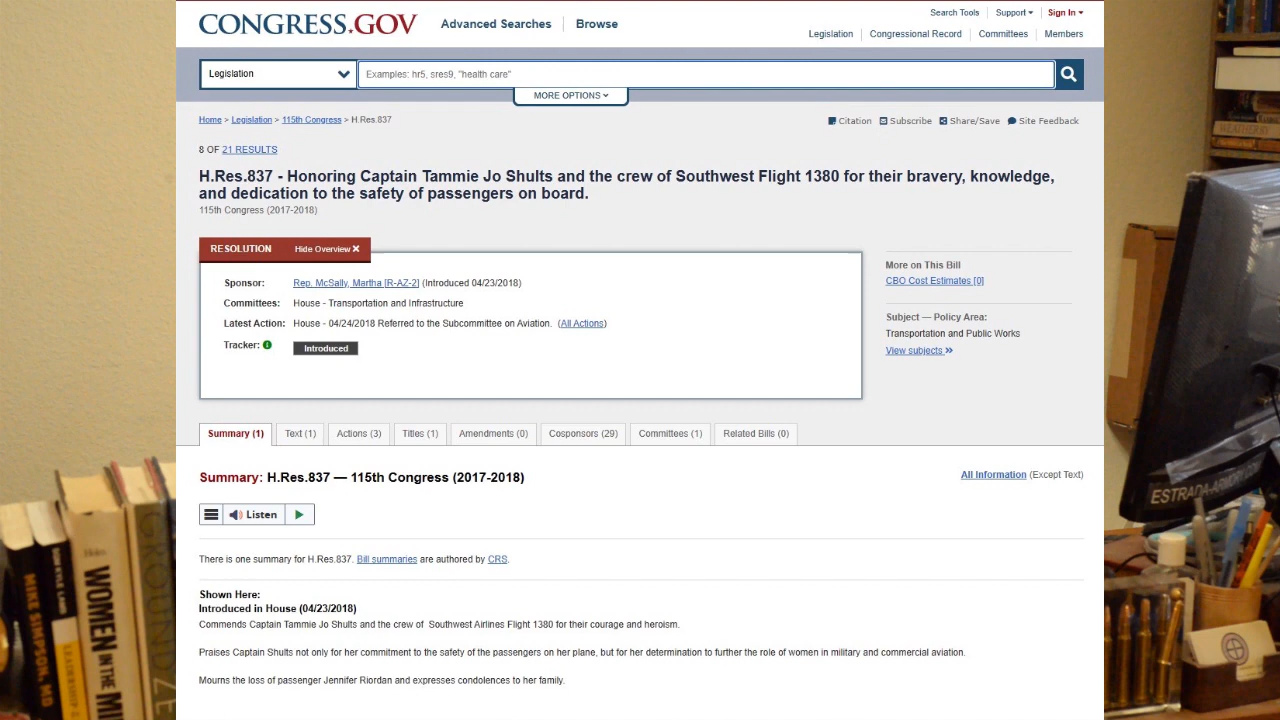 CONGRESS.GOV Advanced Searches Browse
Search Tools Support Sign In
Legislation Congressional Record Committees Members
Legislation Examples: hr5, sres9, "health care"
MORE OPTIONS
Home > Legislation > 115th Congress > H.Res.837
Citation Subscribe Share/Save Site Feedback
8 OF 21 RESULTS
H.Res.837 - Honoring Captain Tammie Jo Shults and the crew of Southwest Flight 1380 for their bravery, knowledge,
and dedication to the safety of passengers on board.
115th Congress (2017-2018)
RESOLUTION Hide Overview
Sponsor: Rep. McSally, Martha [R-AZ-2] (Introduced 04/23/2018)
Committees: House - Transportation and Infrastructure
Latest Action: House - 04/24/2018 Referred to the Subcommittee on Aviation. (All Actions)
Tracker: Introduced
More on This Bill
CBO Cost Estimates [0]
Subject — Policy Area:
Transportation and Public Works
View subjects
Summary (1) Text (1) Actions (3) Titles (1) Amendments (0) Cosponsors (29) Committees (1) Related Bills (0)
Summary: H.Res.837 — 115th Congress (2017-2018)
All Information (Except Text)
Listen
There is one summary for H.Res.837. Bill summaries are authored by CRS.
Shown Here:
Introduced in House (04/23/2018)
Commends Captain Tammie Jo Shults and the crew of Southwest Airlines Flight 1380 for their courage and heroism.
Praises Captain Shults not only for her commitment to the safety of the passengers on her plane, but for her determination to further the role of women in military and commercial aviation.
Mourns the loss of passenger Jennifer Riordan and expresses condolences to her family.
MIKE SIMPSON, MD
LEADERSHIP
WOMEN IN THE
GROUND
WEATHERBY